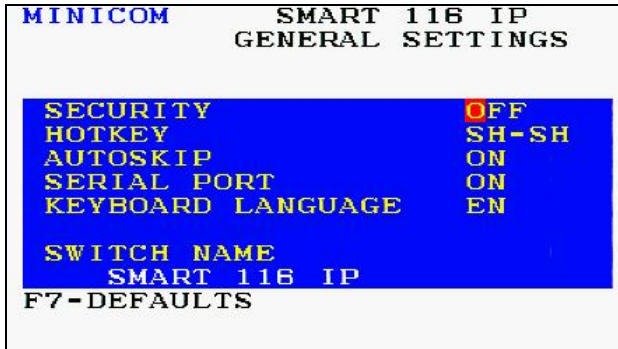 MINICOM SMART 116 IP
GENERAL SETTINGS
SECURITY OFF
HOTKEY SH-SH
AUTOSKIP ON
SERIAL PORT ON
KEYBOARD LANGUAGE EN
SWITCH NAME
SMART 116 IP
F7-DEFAULTS